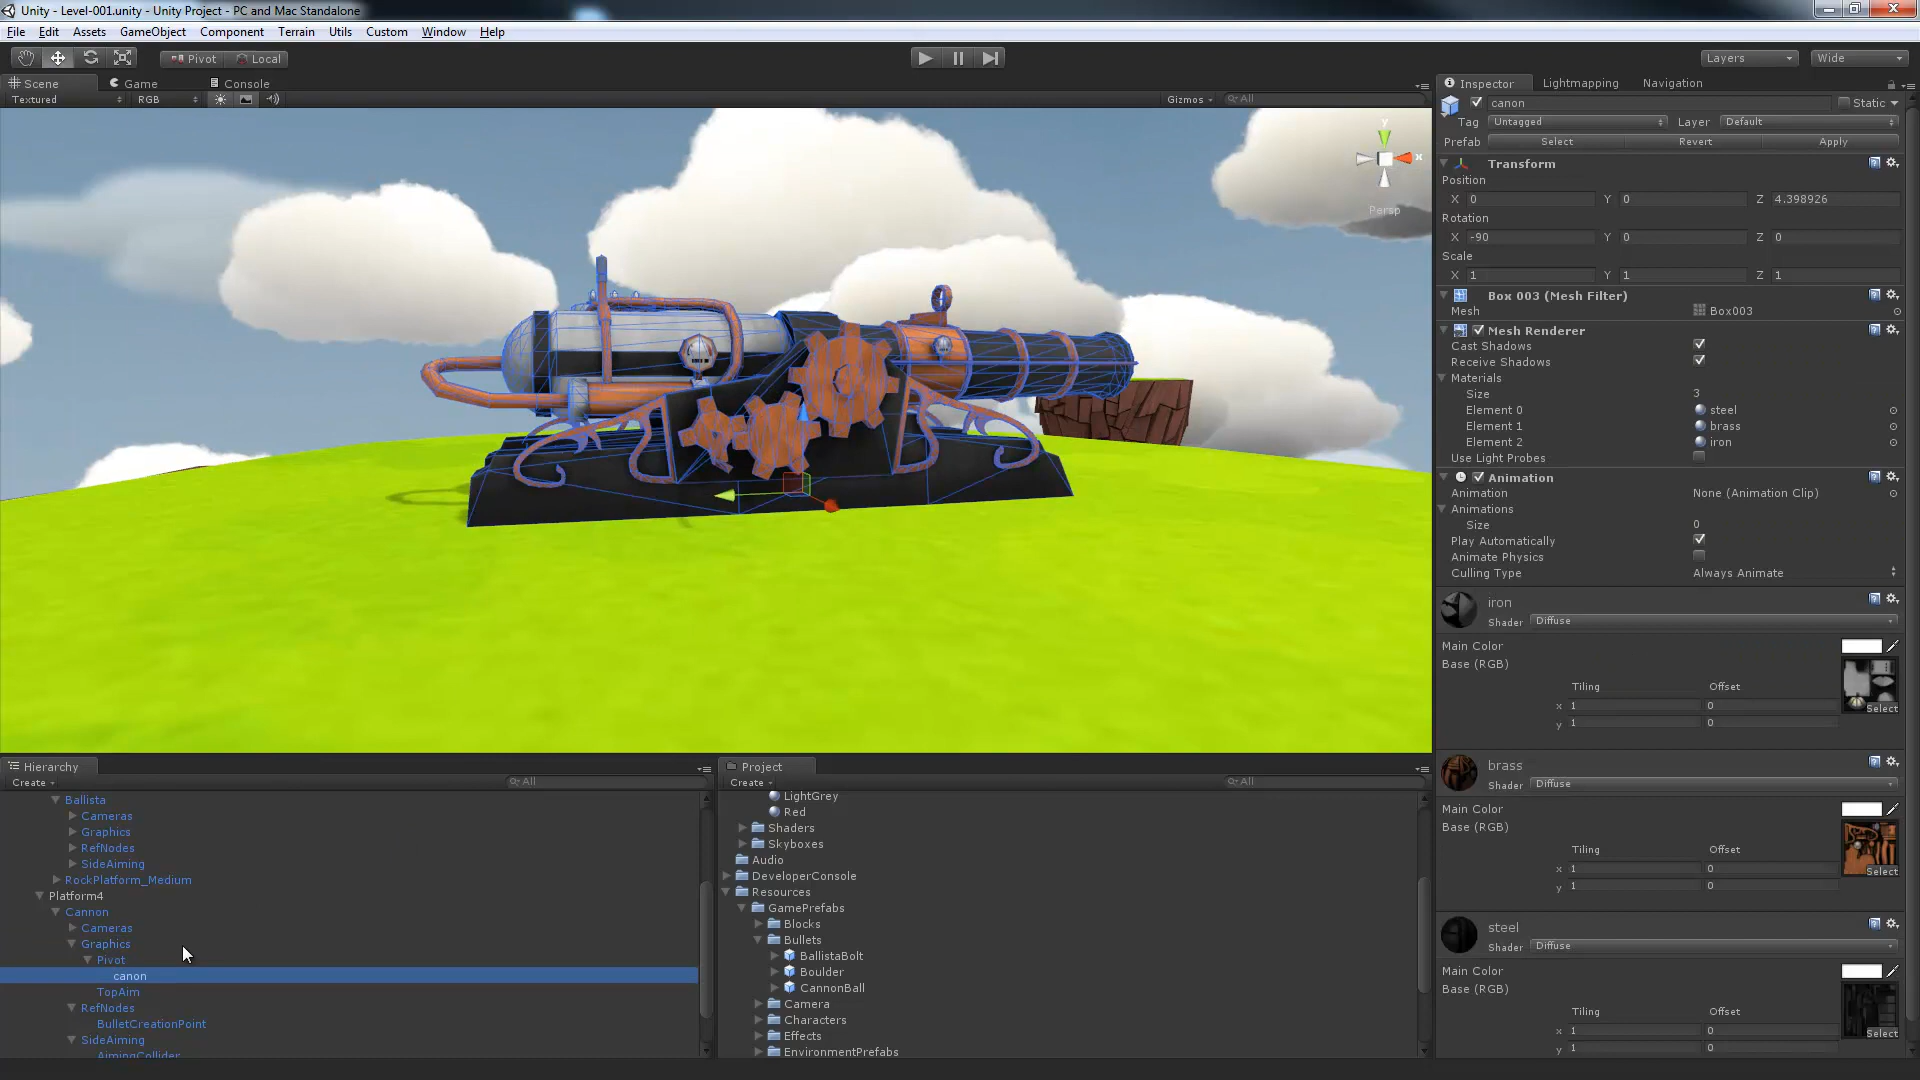 Unity - Level-001.unity - Unity Project - PC and Mac Standalone
File Edit Assets GameObject Component Terrain Utils Custom Window Help
Pivot Local Layers Wide
Scene Game Console
Textured RGB Gizmos All
y
x
Persp
Inspector Lightmapping Navigation
canon Static
Tag Untagged Layer Default
Prefab Select Revert Apply
Transform
Position
X 0 Y 0 Z 4.398926
Rotation
X -90 Y 0 Z 0
Scale
X 1 Y 1 Z 1
Box 003 (Mesh Filter)
Mesh Box003
Mesh Renderer
Cast Shadows
Receive Shadows
Materials
Size 3
Element 0 steel
Element 1 brass
Element 2 iron
Use Light Probes
Animation
Animation None (Animation Clip)
Animations
Size 0
Play Automatically
Animate Physics
Culling Type Always Animate
iron
Shader Diffuse
Main Color
Base (RGB)
Tiling Offset
x 1 0
y 1 0
Select
brass
Shader Diffuse
Main Color
Base (RGB)
Tiling Offset
x 1 0
y 1 0
Select
steel
Shader Diffuse
Main Color
Base (RGB)
Tiling Offset
x 1 0
y 1 0
Select
Hierarchy
Create All
Ballista
Cameras
Graphics
RefNodes
SideAiming
RockPlatform_Medium
Platform4
Cannon
Cameras
Graphics
Pivot
canon
TopAim
RefNodes
BulletCreationPoint
SideAiming
AimingCollider
Project
Create All
LightGrey
Red
Shaders
Skyboxes
Audio
DeveloperConsole
Resources
GamePrefabs
Blocks
Bullets
BallistaBolt
Boulder
CannonBall
Camera
Characters
Effects
EnvironmentPrefabs